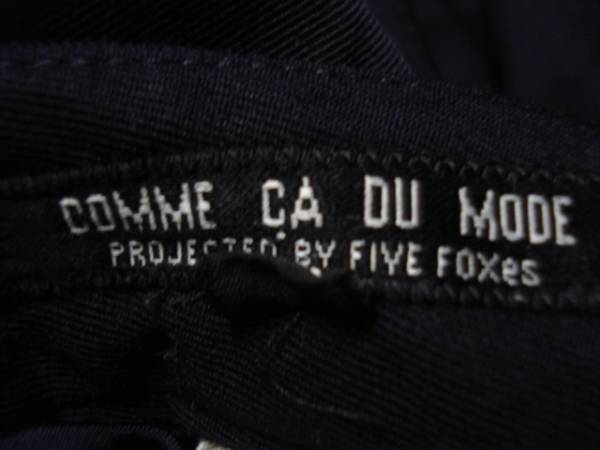 COMME ÇA DU MODE
PROJECTED BY FIVE FOXes